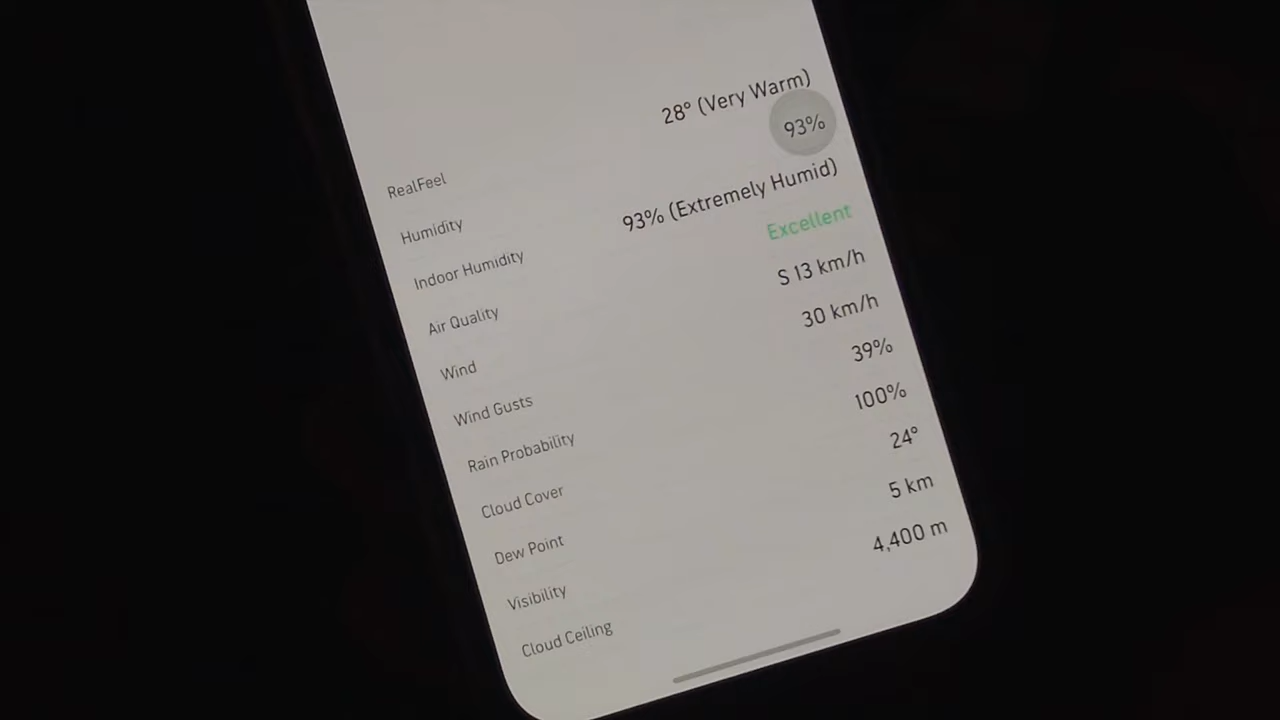 RealFeel 28° (Very Warm)
Humidity 93%
Indoor Humidity 93% (Extremely Humid)
Air Quality Excellent
Wind S 13 km/h
Wind Gusts 30 km/h
Rain Probability 39%
Cloud Cover 100%
Dew Point 24°
Visibility 5 km
Cloud Ceiling 4,400 m